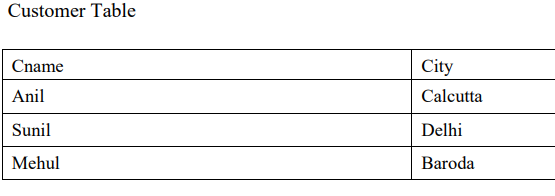 Customer Table
Cname City
Anil Calcutta
Sunil Delhi
Mehul Baroda